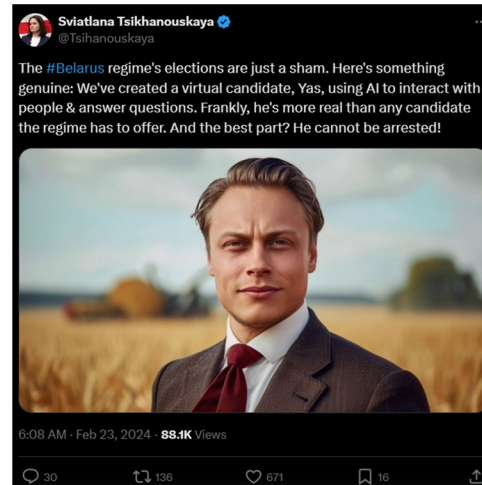 Sviatlana Tsikhanouskaya
@Tsihanouskaya
The #Belarus regime's elections are just a sham. Here's something
genuine: We've created a virtual candidate, Yas, using AI to interact with
people & answer questions. Frankly, he's more real than any candidate
the regime has to offer. And the best part? He cannot be arrested!
6:08 AM · Feb 23, 2024 · 88.1K Views
30 136 671 16